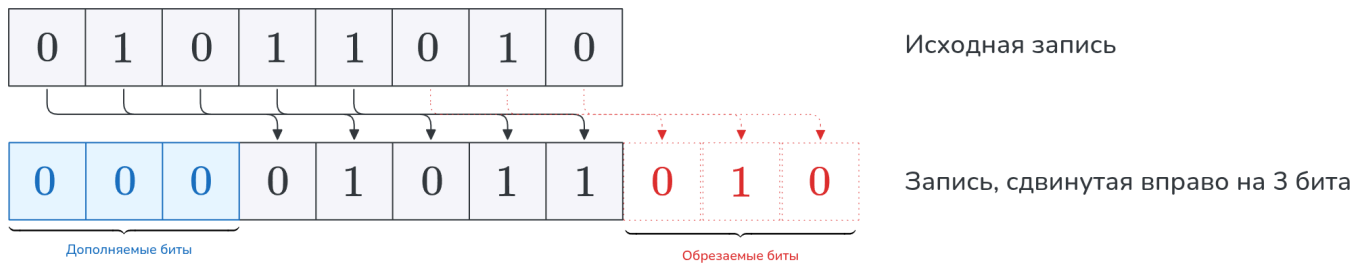 0 1 0 1 1 0 1 0 Исходная запись
0 0 0 0 1 0 1 1 0 1 0 Запись, сдвинутая вправо на 3 бита
Дополняемые биты Обрезаемые биты